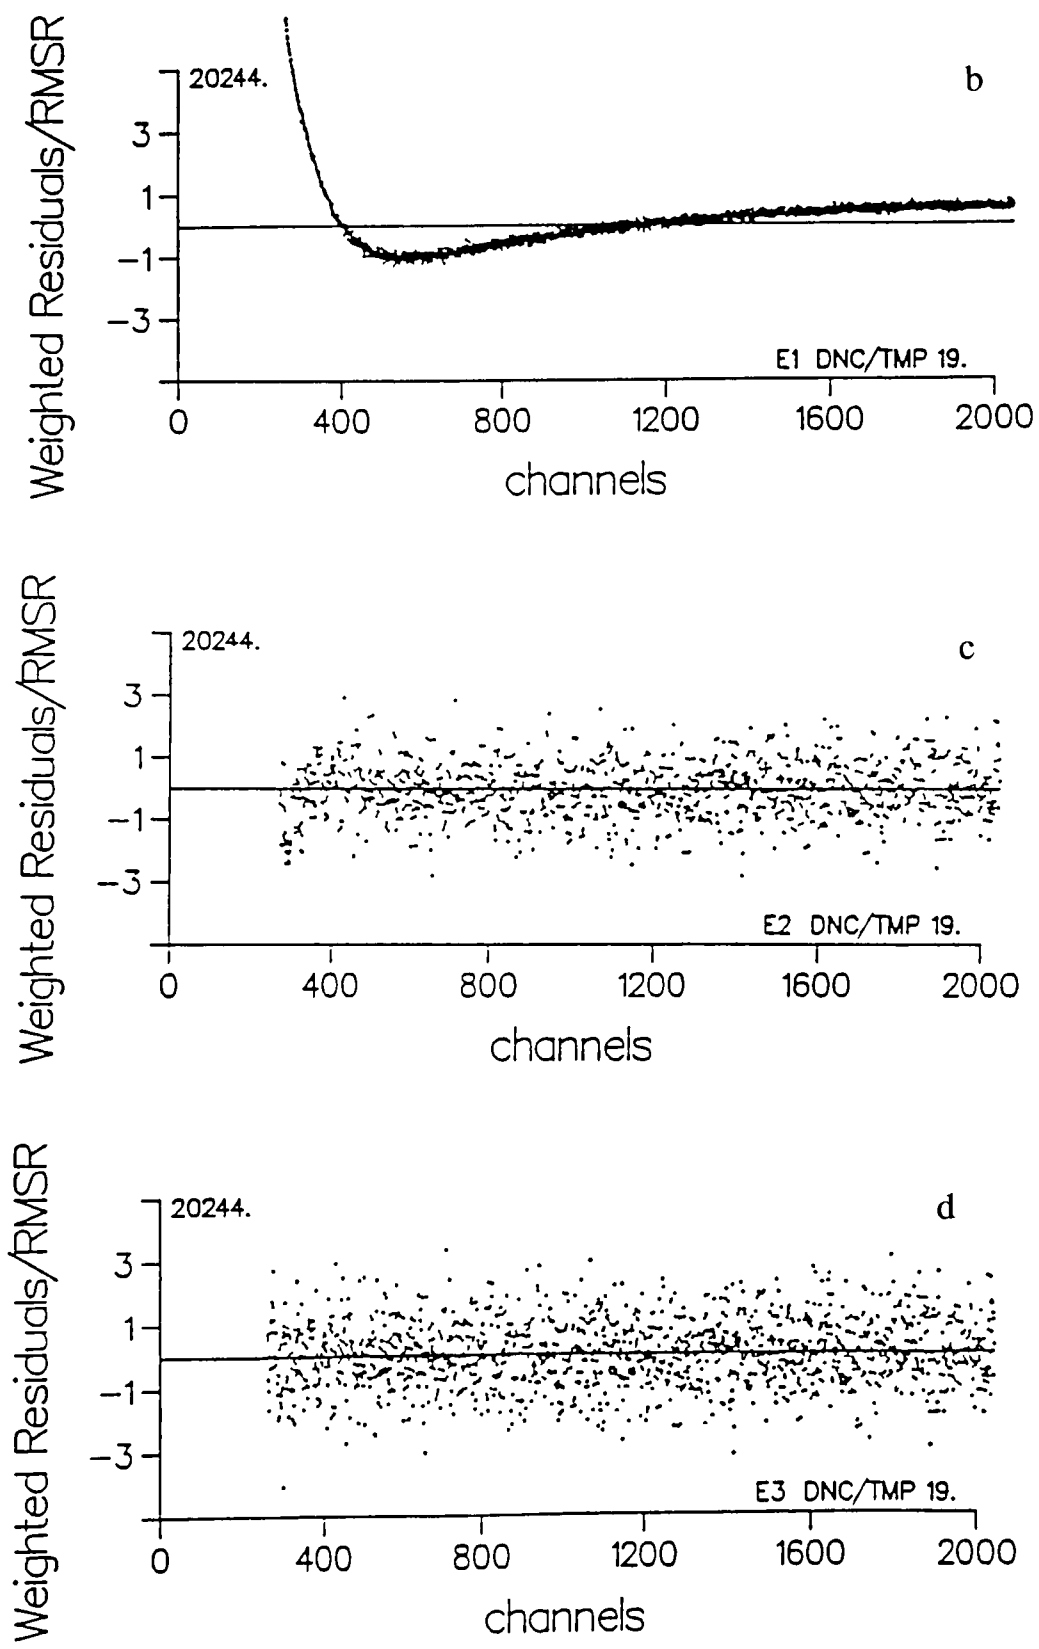 Weighted Residuals/RMSR
20244.
b
3
1
-1
-3
E1 DNC/TMP 19.
0 400 800 1200 1600 2000
channels
Weighted Residuals/RMSR
20244.
c
3
1
-1
-3
E2 DNC/TMP 19.
0 400 800 1200 1600 2000
channels
Weighted Residuals/RMSR
20244.
d
3
1
-1
-3
E3 DNC/TMP 19.
0 400 800 1200 1600 2000
channels